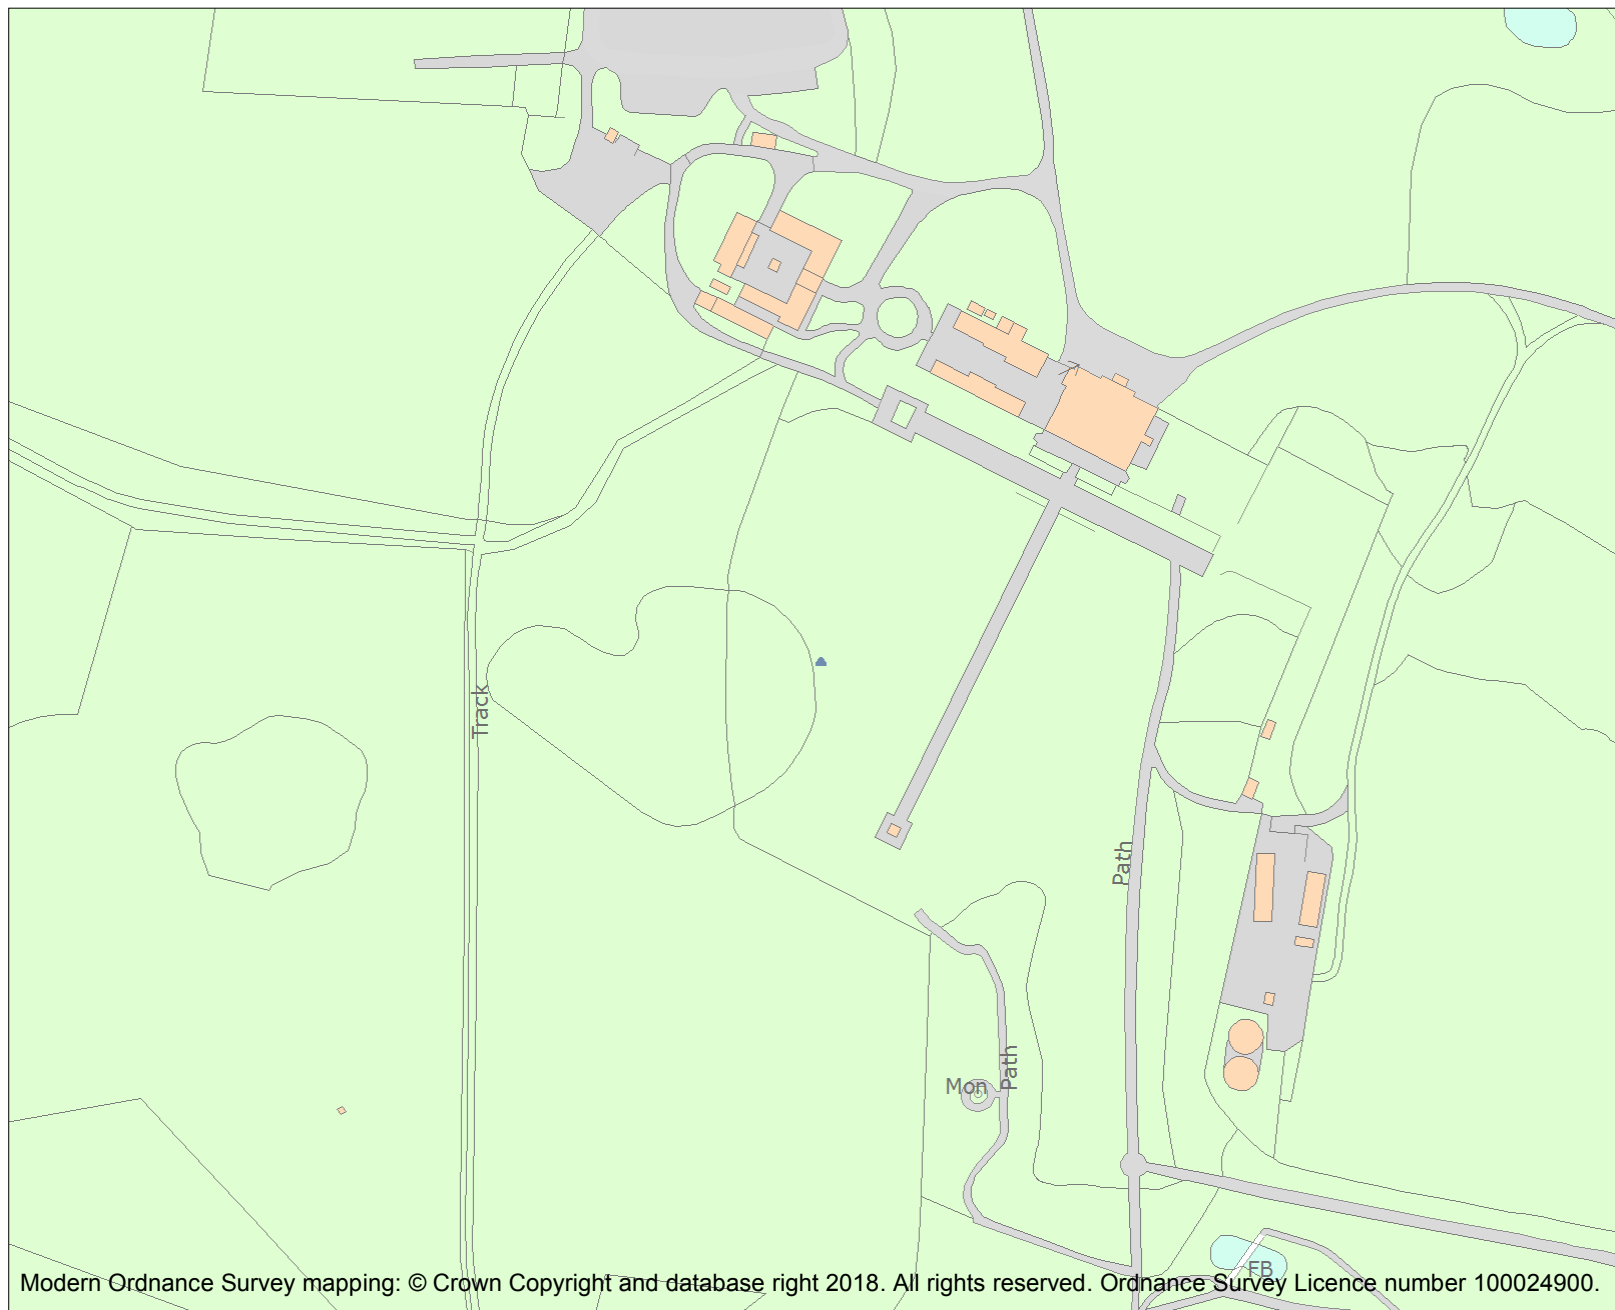 Track
Path
Path
Mon
FB
Modern Ordnance Survey mapping: © Crown Copyright and database right 2018. All rights reserved. Ordnance Survey Licence number 100024900.